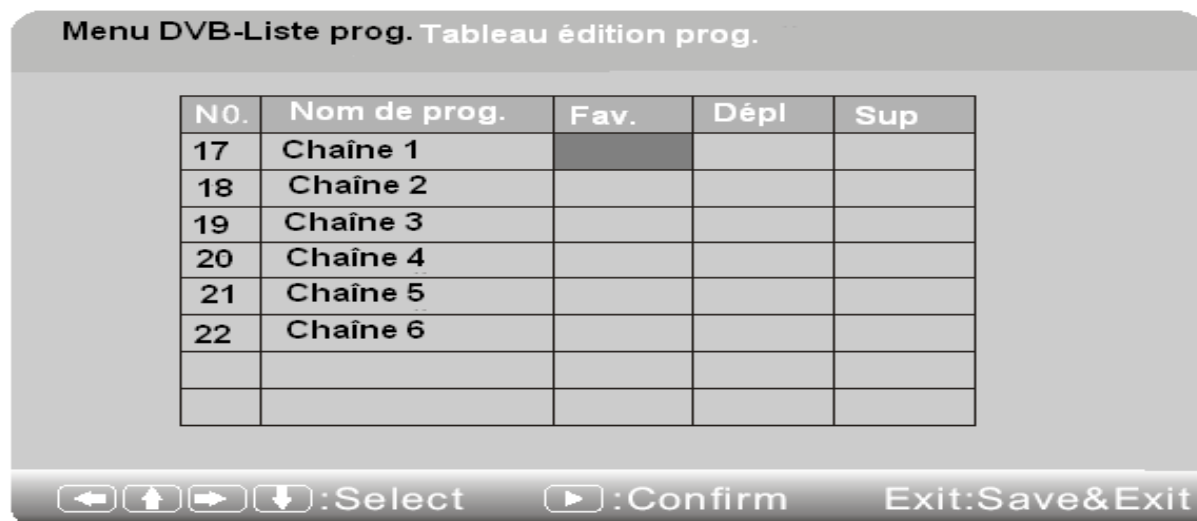 Menu DVB-Liste prog. Tableau édition prog.
N0. Nom de prog. Fav. Dépl Sup
17 Chaîne 1
18 Chaîne 2
19 Chaîne 3
20 Chaîne 4
21 Chaîne 5
22 Chaîne 6
:Select :Confirm Exit:Save&Exit